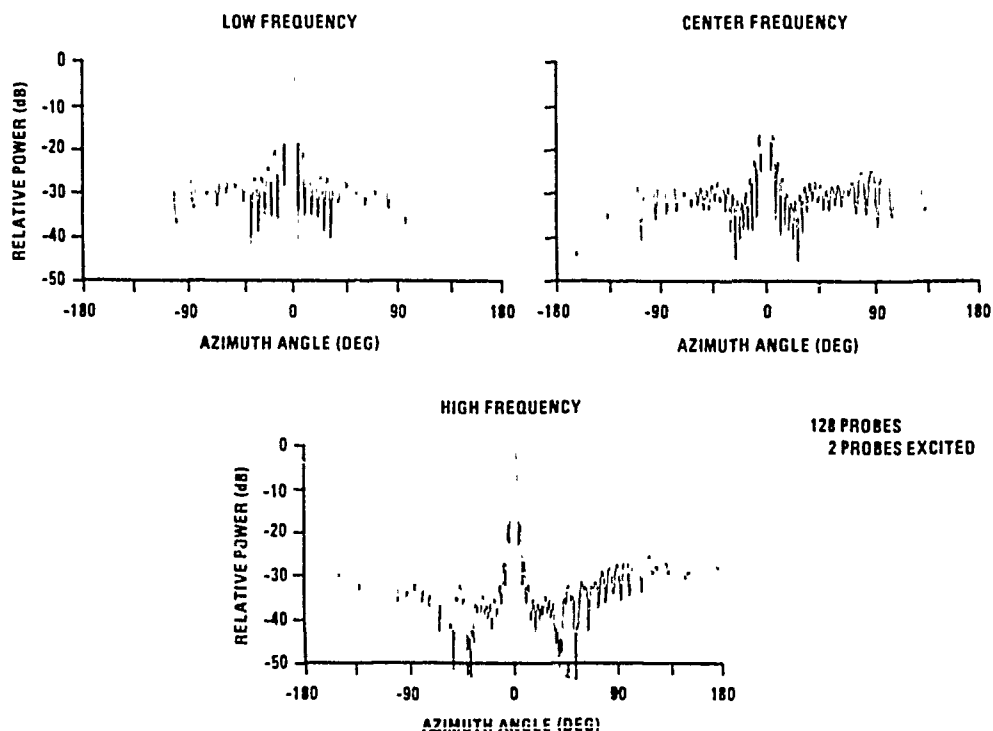 LOW FREQUENCY
CENTER FREQUENCY
RELATIVE POWER (dB)
0
-10
-20
-30
-40
-50
-180
-90
0
90
180
AZIMUTH ANGLE (DEG)
-180
-90
0
90
180
AZIMUTH ANGLE (DEG)
HIGH FREQUENCY
128 PROBES
2 PROBES EXCITED
RELATIVE POWER (dB)
0
-10
-20
-30
-40
-50
-180
-90
0
90
180
AZIMUTH ANGLE (DEG)